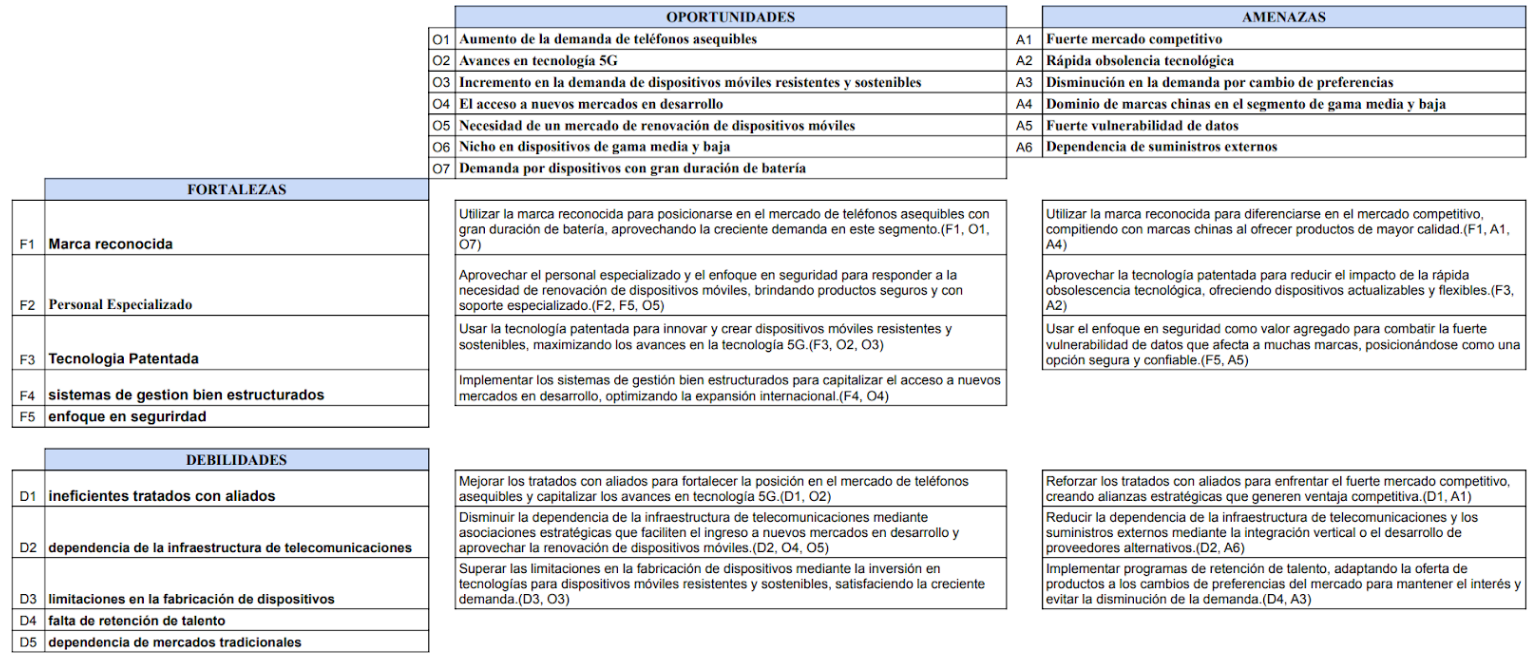 OPORTUNIDADES
AMENAZAS
O1 Aumento de la demanda de teléfonos asequibles
A1 Fuerte mercado competitivo
O2 Avances en tecnología 5G
A2 Rápida obsolencia tecnológica
O3 Incremento en la demanda de dispositivos móviles resistentes y sostenibles
A3 Disminución en la demanda por cambio de preferencias
O4 El acceso a nuevos mercados en desarrollo
A4 Dominio de marcas chinas en el segmento de gama media y baja
O5 Necesidad de un mercado de renovación de dispositivos móviles
A5 Fuerte vulnerabilidad de datos
O6 Nicho en dispositivos de gama media y baja
A6 Dependencia de suministros externos
O7 Demanda por dispositivos con gran duración de batería
FORTALEZAS
F1 Marca reconocida
Utilizar la marca reconocida para posicionarse en el mercado de teléfonos asequibles con
gran duración de batería, aprovechando la creciente demanda en este segmento.(F1, O1,
O7)
Utilizar la marca reconocida para diferenciarse en el mercado competitivo,
compitiendo con marcas chinas al ofrecer productos de mayor calidad.(F1, A1,
A4)
F2 Personal Especializado
Aprovechar el personal especializado y el enfoque en seguridad para responder a la
necesidad de renovación de dispositivos móviles, brindando productos seguros y con
soporte especializado.(F2, F5, O5)
Aprovechar la tecnología patentada para reducir el impacto de la rápida
obsolescencia tecnológica, ofreciendo dispositivos actualizables y flexibles.(F3,
A2)
F3 Tecnologia Patentada
Usar la tecnología patentada para innovar y crear dispositivos móviles resistentes y
sostenibles, maximizando los avances en la tecnología 5G.(F3, O2, O3)
Usar el enfoque en seguridad como valor agregado para combatir la fuerte
vulnerabilidad de datos que afecta a muchas marcas, posicionándose como una
opción segura y confiable.(F5, A5)
F4 sistemas de gestion bien estructurados
Implementar los sistemas de gestión bien estructurados para capitalizar el acceso a nuevos
mercados en desarrollo, optimizando la expansión internacional.(F4, O4)
F5 enfoque en segurirdad
DEBILIDADES
D1 ineficientes tratados con aliados
Mejorar los tratados con aliados para fortalecer la posición en el mercado de teléfonos
asequibles y capitalizar los avances en tecnología 5G.(D1, O2)
Reforzar los tratados con aliados para enfrentar el fuerte mercado competitivo,
creando alianzas estratégicas que generen ventaja competitiva.(D1, A1)
D2 dependencia de la infraestructura de telecomunicaciones
Disminuir la dependencia de la infraestructura de telecomunicaciones mediante
asociaciones estratégicas que faciliten el ingreso a nuevos mercados en desarrollo y
aprovechar la renovación de dispositivos móviles.(D2, O4, O5)
Reducir la dependencia de la infraestructura de telecomunicaciones y los
suministros externos mediante la integración vertical o el desarrollo de
proveedores alternativos.(D2, A6)
D3 limitaciones en la fabricación de dispositivos
Superar las limitaciones en la fabricación de dispositivos mediante la inversión en
tecnologías para dispositivos móviles resistentes y sostenibles, satisfaciendo la creciente
demanda.(D3, O3)
Implementar programas de retención de talento, adaptando la oferta de
productos a los cambios de preferencias del mercado para mantener el interés y
evitar la disminución de la demanda.(D4, A3)
D4 falta de retención de talento
D5 dependencia de mercados tradicionales